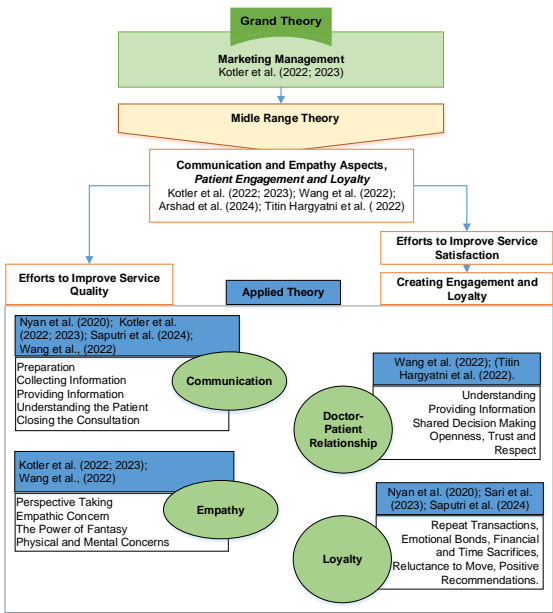 Grand Theory
Marketing Management
Kotler et al. (2022; 2023)
Midle Range Theory
Communication and Empathy Aspects,
Patient Engagement and Loyalty
Kotler et al. (2022; 2023); Wang et al. (2022);
Arshad et al. (2024); Titin Hargyatni et al. ( 2022)
Efforts to Improve Service
Satisfaction
Efforts to Improve Service
Quality
Creating Engagement and
Loyalty
Applied Theory
Nyan et al. (2020); Kotler et al.
(2022; 2023); Saputri et al. (2024);
Wang et al., (2022)
Preparation
Collecting Information
Providing Information
Understanding the Patient
Closing the Consultation
Communication
Wang et al. (2022); (Titin
Hargyatni et al. (2022).
Understanding
Providing Information
Shared Decision Making
Openness, Trust and
Respect
Doctor-
Patient
Relationship
Kotler et al. (2022; 2023);
Wang et al., (2022)
Perspective Taking
Empathic Concern
The Power of Fantasy
Physical and Mental Concerns
Empathy
Nyan et al. (2020); Sari et al.
(2023); Saputri et al. (2024)
Repeat Transactions,
Emotional Bonds, Financial
and Time Sacrifices,
Reluctance to Move, Positive
Recommendations.
Loyalty